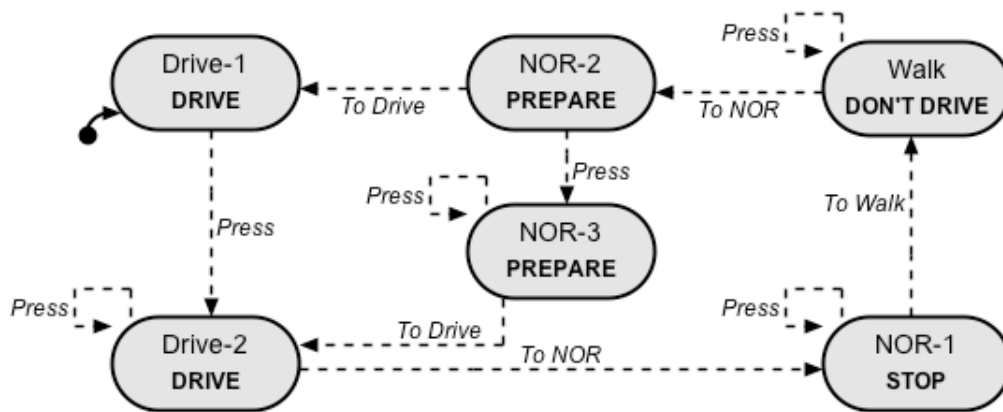 Drive-1
DRIVE
NOR-2
PREPARE
Press
Walk
DON'T DRIVE
To Drive
To NOR
Press
Press
NOR-3
PREPARE
To Walk
Press
Press
Drive-2
DRIVE
To Drive
To NOR
Press
NOR-1
STOP